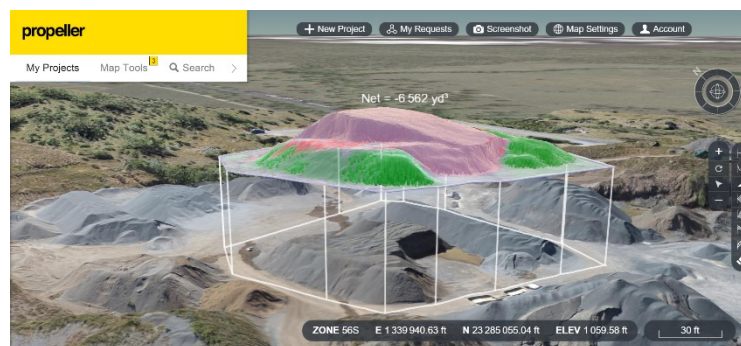 propeller
+ New Project
My Requests
Screenshot
Map Settings
Account
My Projects
Map Tools
3
Search
Net = -6 562 yd³
N
ZONE 56S E 1 339 940.63 ft N 23 285 055.04 ft ELEV 1 059.58 ft
30 ft